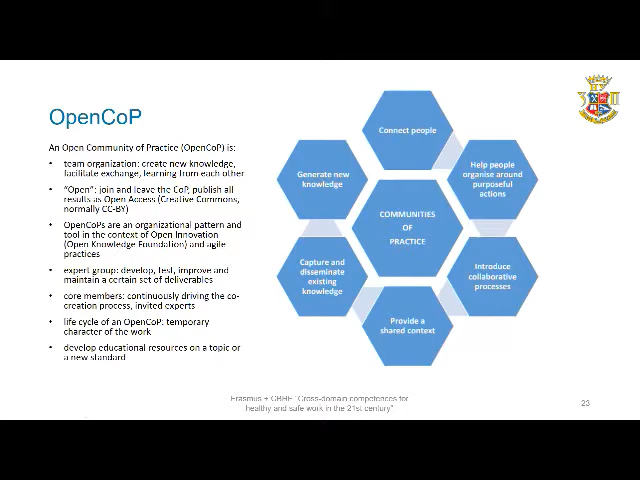 OpenCoP
An Open Community of Practice (OpenCoP) is:
• team organization: create new knowledge,
facilitate exchange, learning from each other
• “Open”: join and leave the CoP, publish all
results as Open Access (Creative Commons,
normally CC-BY)
• OpenCoPs are an organizational pattern and
tool in the context of Open Innovation
(Open Knowledge Foundation) and agile
practices
• expert group: develop, test, improve and
maintain a certain set of deliverables
• core members: continuously driving the co-
creation process, invited experts
• life cycle of an OpenCoP: temporary
character of the work
• develop educational resources on a topic or
a new standard
Connect people
Help people
organise around
purposeful
actions
Introduce
collaborative
processes
Provide a
shared context
Capture and
disseminate
existing
knowledge
Generate new
knowledge
COMMUNITIES
OF
PRACTICE
Erasmus + CBHE “Cross-domain competences for
healthy and safe work in the 21st century”
23